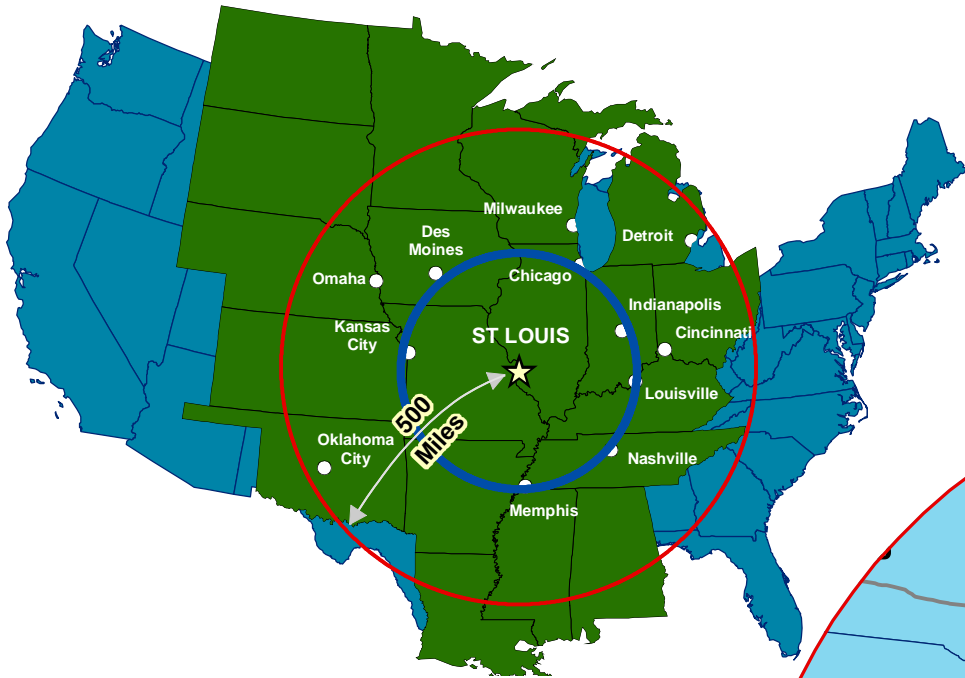 Milwaukee
Des
Moines
Detroit
Omaha
Chicago
Indianapolis
Kansas
City
ST LOUIS
Cincinnati
Louisville
500
Miles
Oklahoma
City
Nashville
Memphis